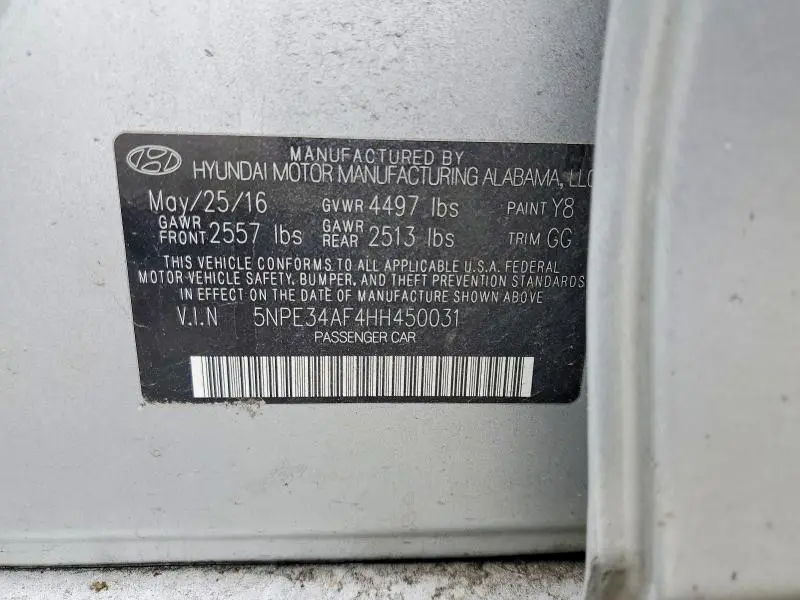 MANUFACTURED BY
HYUNDAI MOTOR MANUFACTURING ALABAMA, LLC
May/25/16 GVWR 4497 lbs PAINT Y8
GAWR FRONT 2557 lbs GAWR REAR 2513 lbs TRIM GG
THIS VEHICLE CONFORMS TO ALL APPLICABLE U.S.A. FEDERAL
MOTOR VEHICLE SAFETY, BUMPER, AND THEFT PREVENTION STANDARDS
IN EFFECT ON THE DATE OF MANUFACTURE SHOWN ABOVE.
V.I.N 5NPE34AF4HH450031
PASSENGER CAR